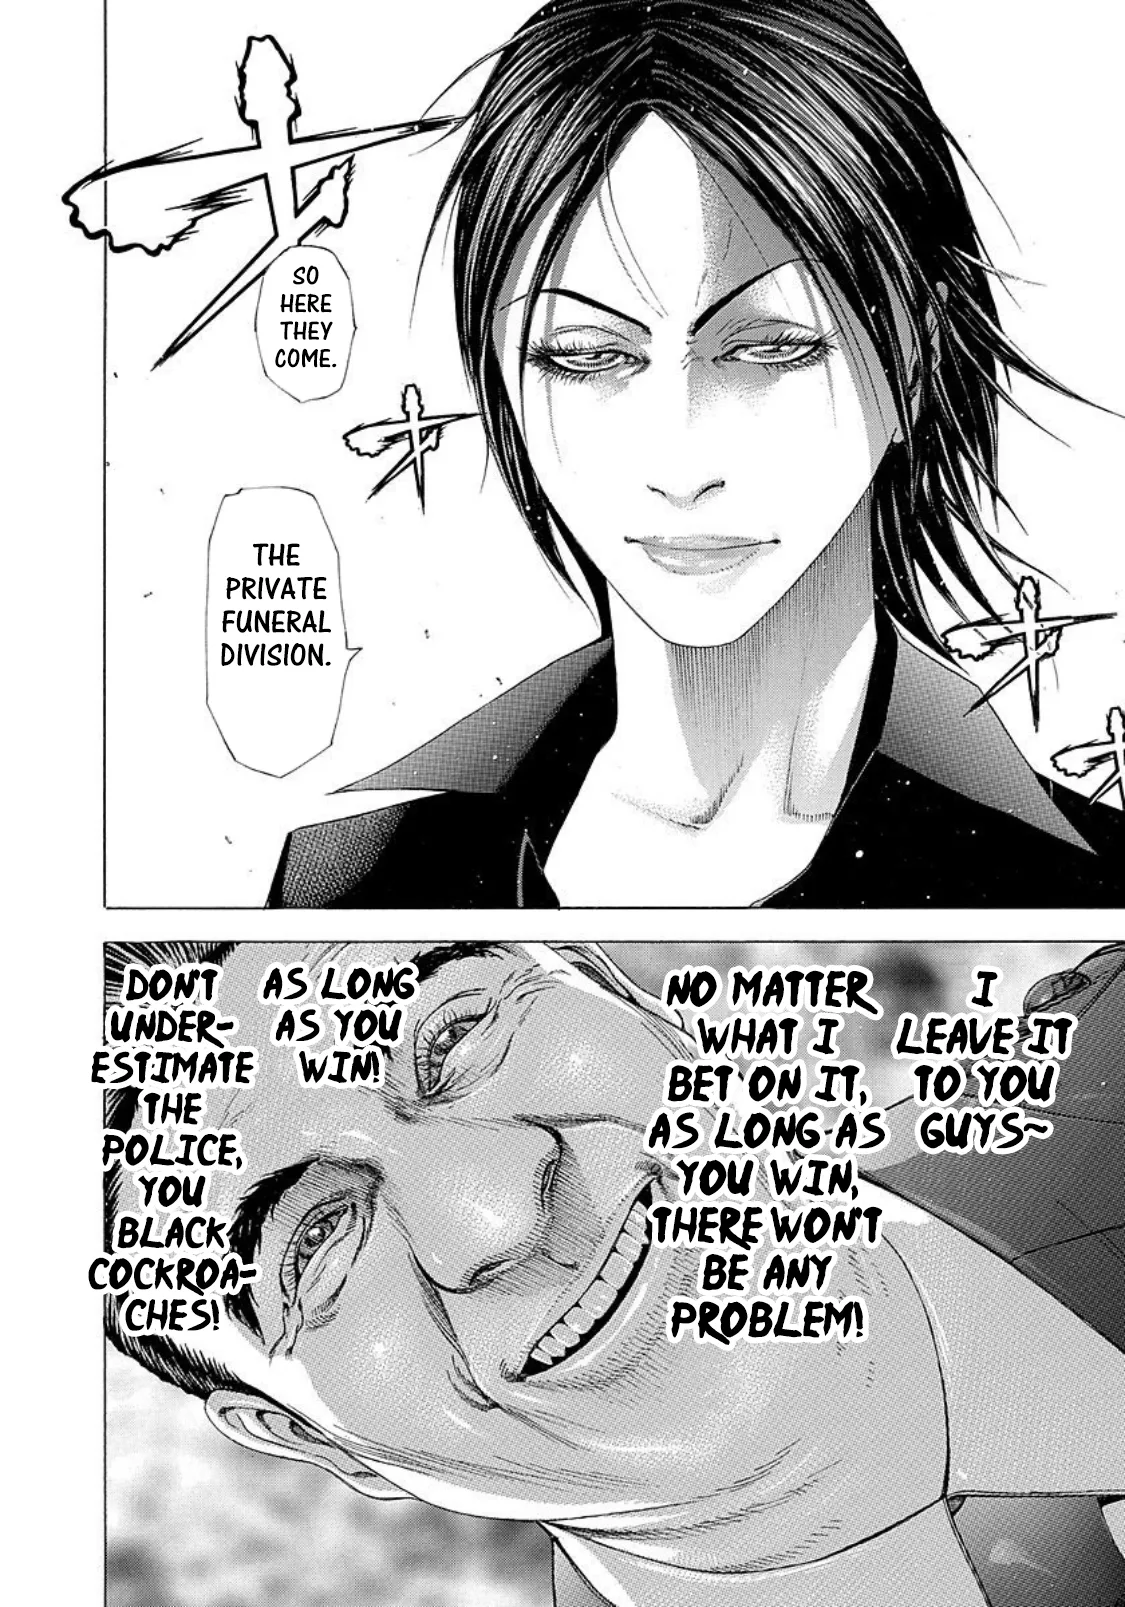 SO
HERE
THEY
COME.
THE
PRIVATE
FUNERAL
DIVISION.
I
LEAVE IT
TO YOU
GUYS~
NO MATTER
WHAT I
BET ON IT,
AS LONG AS
YOU WIN,
THERE WON'T
BE ANY
PROBLEM!
AS LONG
AS YOU
WIN!
DON'T
UNDER-
ESTIMATE
THE
POLICE,
YOU
BLACK
COCKROA-
CHES!